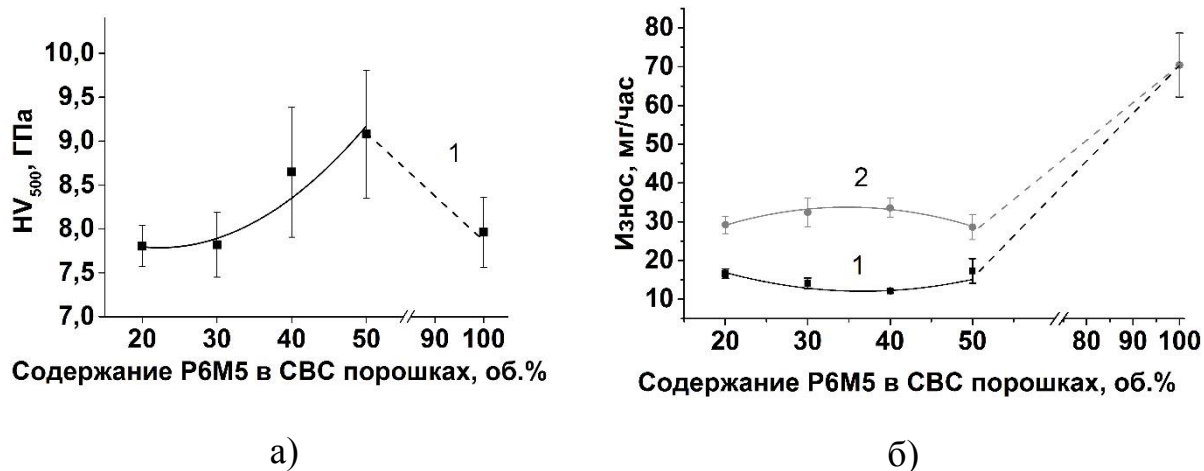 HV500, ГПа
10,0
9,5
9,0
8,5
8,0
7,5
7,0
1
20 30 40 50 90 100
Содержание Р6М5 в СВС порошках, об.%
а)
Износ, мг/час
80
70
60
50
40
30
20
10
2
1
20 30 40 50 80 90 100
Содержание Р6М5 в СВС порошках, об.%
б)